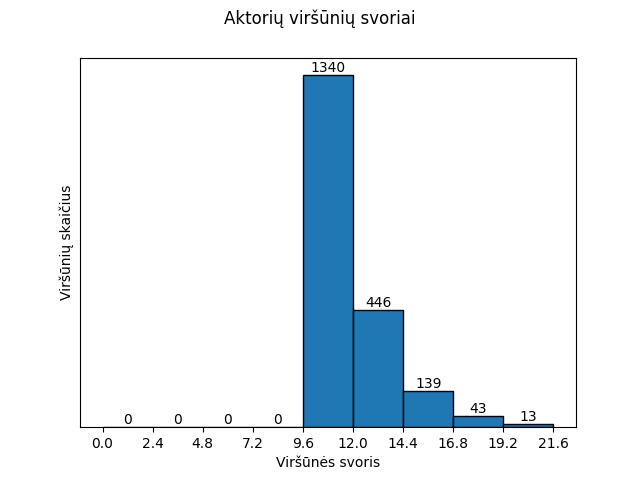 Aktorių viršūnių svoriai
Viršūnių skaičius
1340
446
139
43
13
0 0 0 0
0.0 2.4 4.8 7.2 9.6 12.0 14.4 16.8 19.2 21.6
Viršūnės svoris